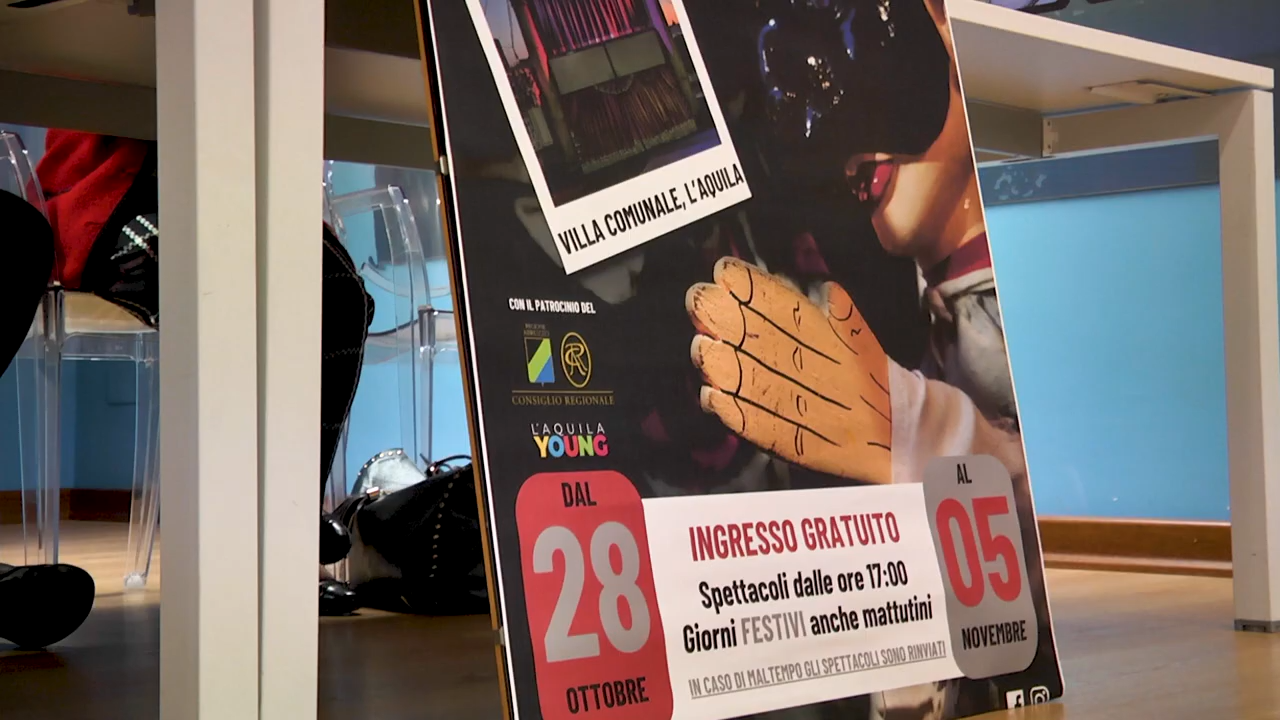 VILLA COMUNALE, L'AQUILA
CON IL PATROCINIO DEL
CONSIGLIO REGIONALE
L'AQUILA
YOUNG
DAL
28
OTTOBRE
INGRESSO GRATUITO
Spettacoli dalle ore 17:00
Giorni FESTIVI anche mattutini
IN CASO DI MALTEMPO GLI SPETTACOLI SONO RINVIATI
AL
05
NOVEMBRE